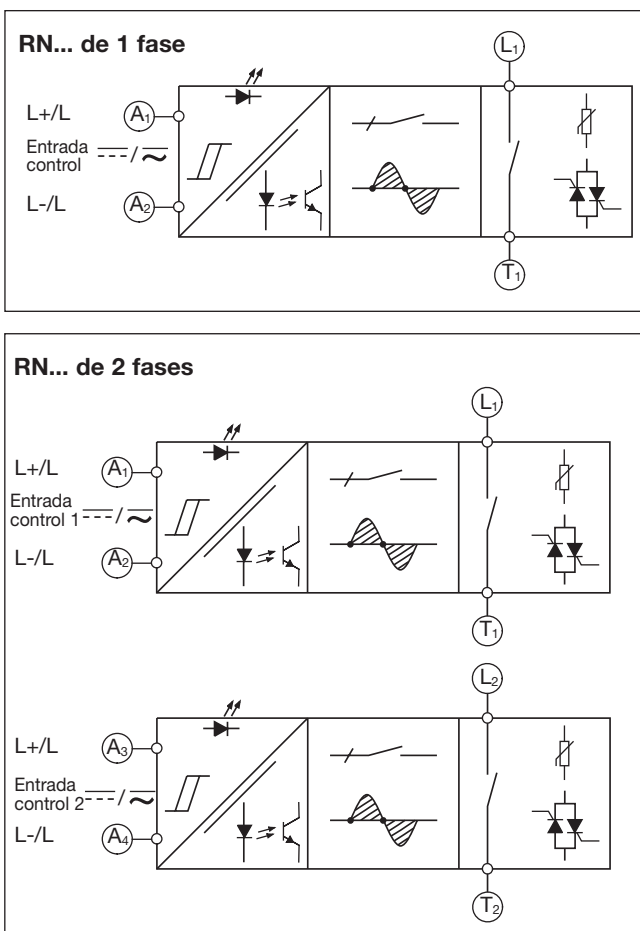 RN... de 1 fase
L1
L+/L
A1
Entrada
control
L-/L
A2
T1
RN... de 2 fases
L1
L+/L
A1
Entrada
control 1
L-/L
A2
T1
L2
L+/L
A3
Entrada
control 2
L-/L
A4
T2